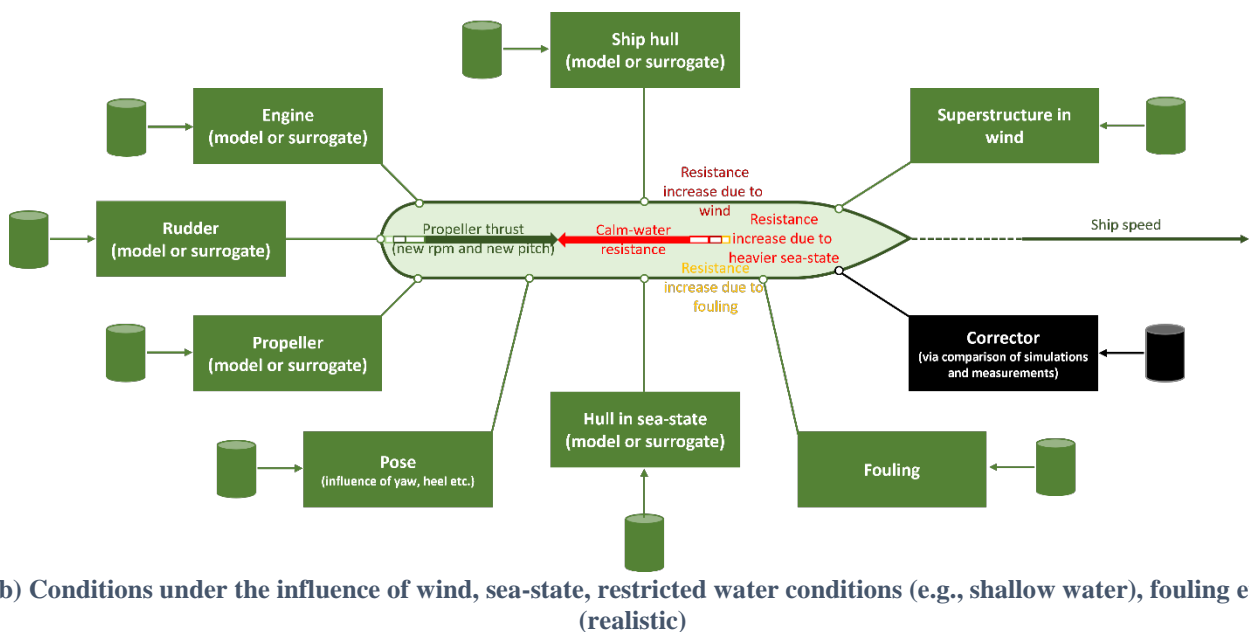 Ship hull
(model or surrogate)
Engine
(model or surrogate)
Superstructure in
wind
Rudder
(model or surrogate)
Resistance
increase due to
wind
Propeller thrust
(new rpm and new pitch)
Calm-water
resistance
Resistance
increase due to
heavier sea-state
Ship speed
Resistance
increase due to
fouling
Propeller
(model or surrogate)
Corrector
(via comparison of simulations
and measurements)
Hull in sea-state
(model or surrogate)
Pose
(influence of yaw, heel etc.)
Fouling
b) Conditions under the influence of wind, sea-state, restricted water conditions (e.g., shallow water), fouling e
(realistic)